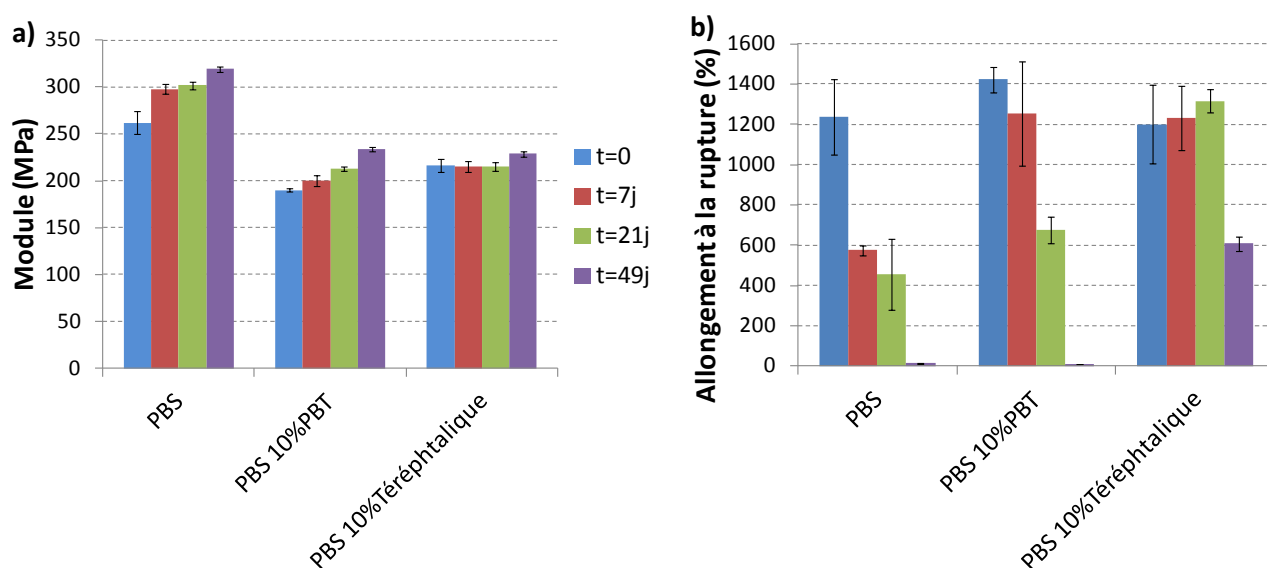 a)
Module (MPa)
350
300
250
200
150
100
50
0
PBS
PBS 10%PBT
PBS 10%Téréphtalique
t=0
t=7j
t=21j
t=49j
b)
Allongement à la rupture (%)
1600
1400
1200
1000
800
600
400
200
0
PBS
PBS 10%PBT
PBS 10%Téréphtalique